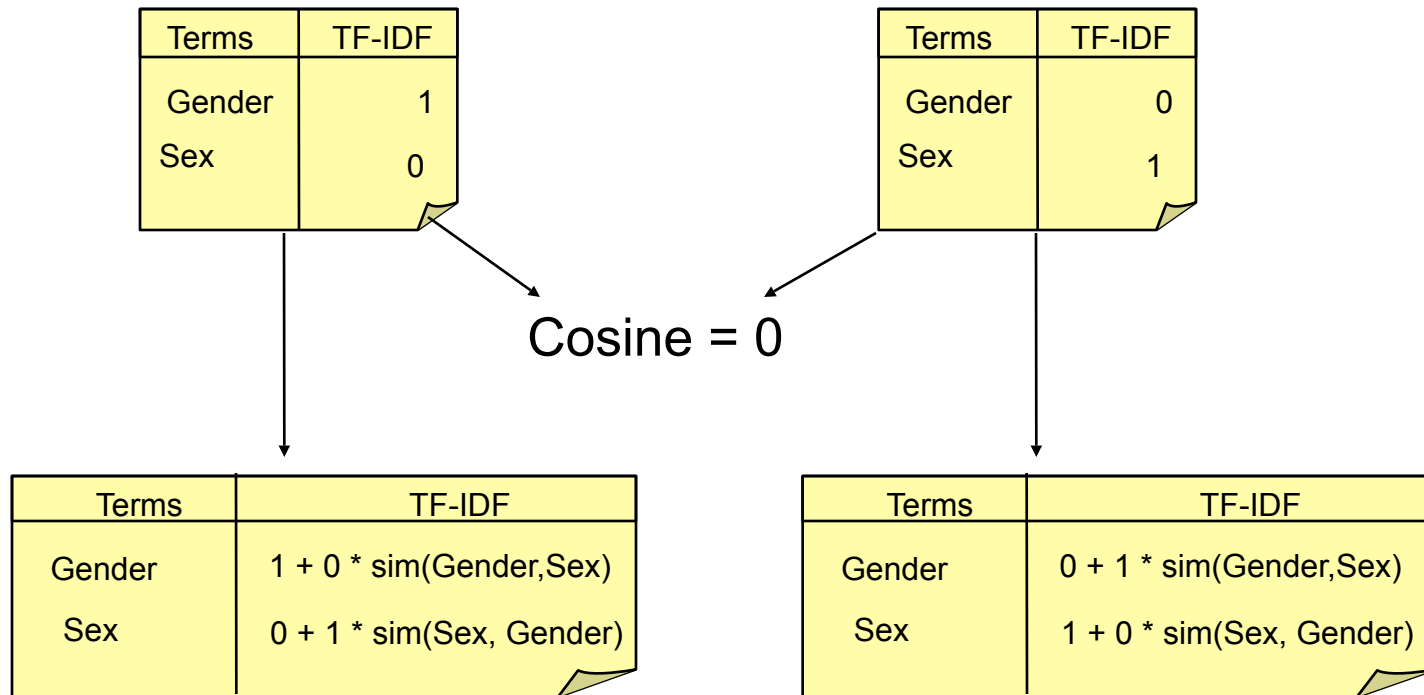 Terms TF-IDF
Gender 1
Sex 0
Terms TF-IDF
Gender 0
Sex 1
Cosine = 0
Terms TF-IDF
Gender 1 + 0 * sim(Gender,Sex)
Sex 0 + 1 * sim(Sex, Gender)
Terms TF-IDF
Gender 0 + 1 * sim(Gender,Sex)
Sex 1 + 0 * sim(Sex, Gender)